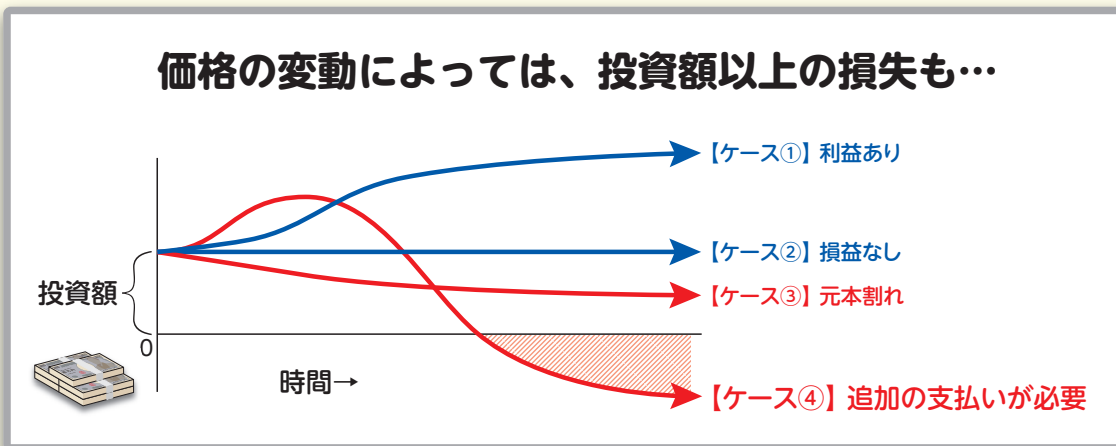 価格の変動によっては、投資額以上の損失も…
【ケース①】利益あり
【ケース②】損益なし
投資額
【ケース③】元本割れ
0
時間→
【ケース④】追加の支払いが必要